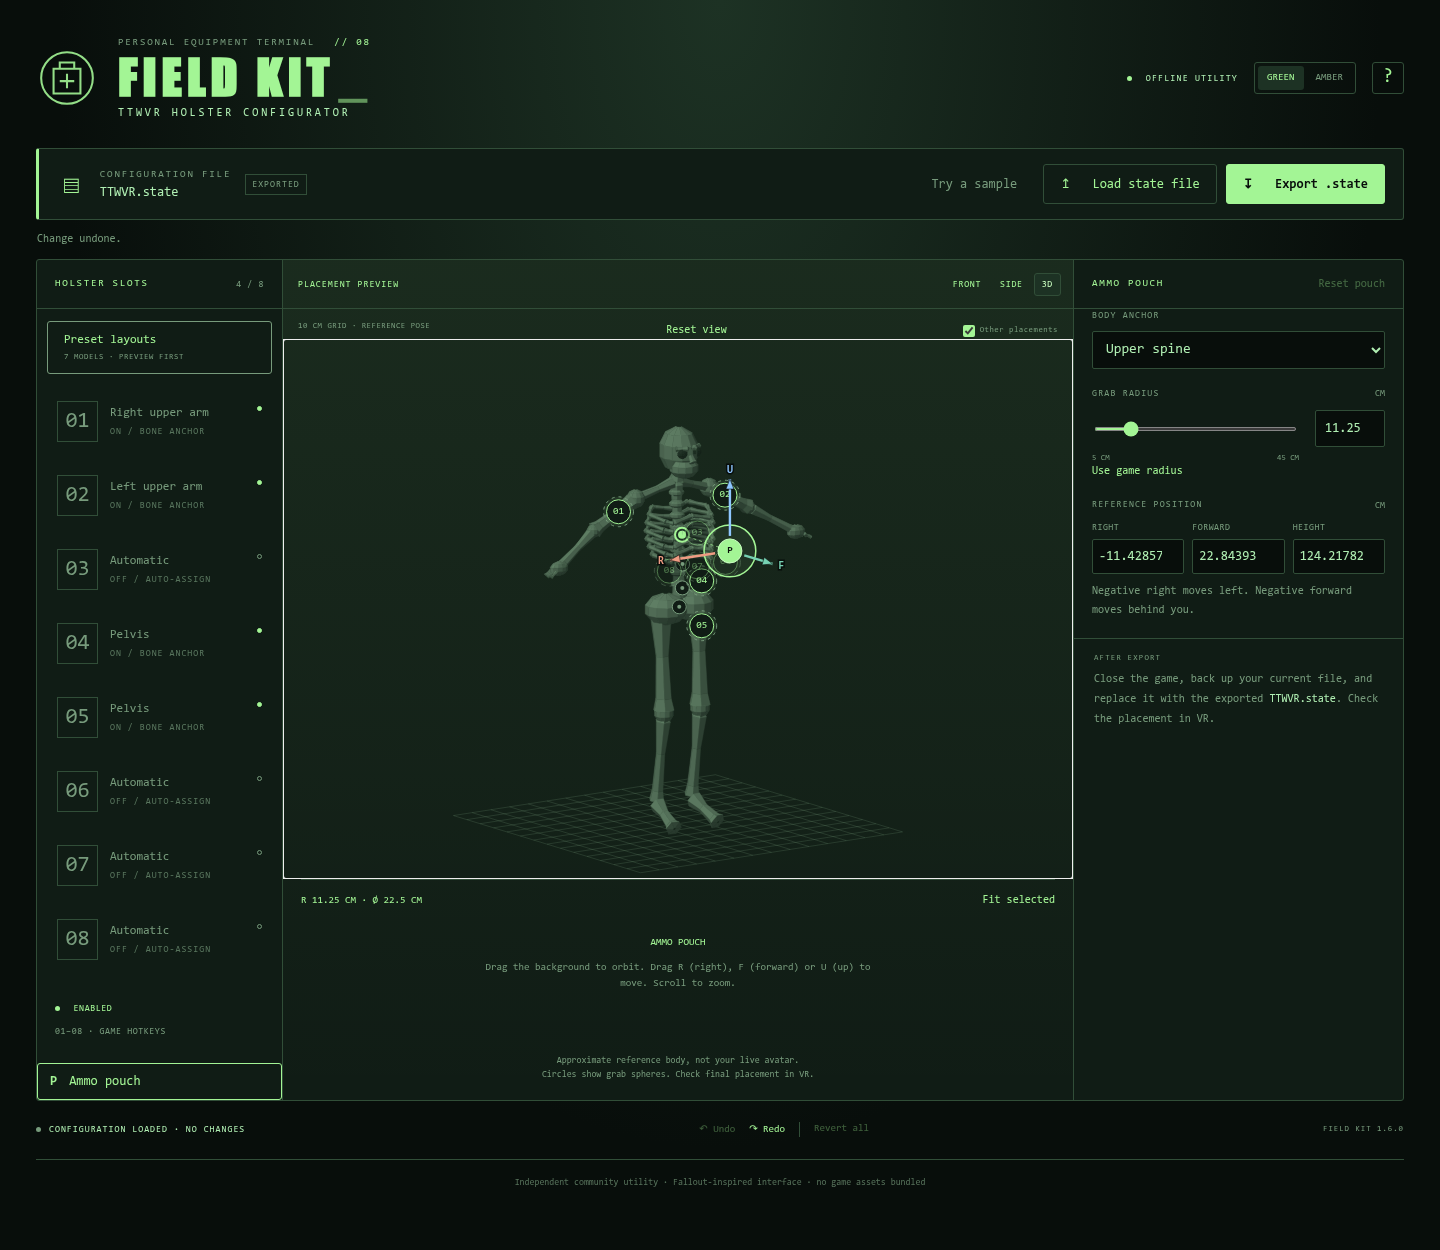 PERSONAL EQUIPMENT TERMINAL // 08
FIELD KIT_
TTWVR HOLSTER CONFIGURATOR
OFFLINE UTILITY
GREEN
AMBER
?
CONFIGURATION FILE
TTWVR.state
EXPORTED
Try a sample
↥ Load state file
↧ Export .state
Change undone.
HOLSTER SLOTS
4 / 8
Preset layouts
7 MODELS · PREVIEW FIRST
01
Right upper arm
ON / BONE ANCHOR
02
Left upper arm
ON / BONE ANCHOR
03
Automatic
OFF / AUTO-ASSIGN
04
Pelvis
ON / BONE ANCHOR
05
Pelvis
ON / BONE ANCHOR
06
Automatic
OFF / AUTO-ASSIGN
07
Automatic
OFF / AUTO-ASSIGN
08
Automatic
OFF / AUTO-ASSIGN
ENABLED
01–08 · GAME HOTKEYS
P Ammo pouch
PLACEMENT PREVIEW
FRONT
SIDE
3D
10 CM GRID · REFERENCE POSE
Reset view
Other placements
U
02
01
03
P
R
F
08
07
04
05
R 11.25 CM · Ø 22.5 CM
Fit selected
AMMO POUCH
Drag the background to orbit. Drag R (right), F (forward) or U (up) to
move. Scroll to zoom.
Approximate reference body, not your live avatar.
Circles show grab spheres. Check final placement in VR.
AMMO POUCH
Reset pouch
BODY ANCHOR
Upper spine
GRAB RADIUS
CM
11.25
5 CM
45 CM
Use game radius
REFERENCE POSITION
CM
RIGHT
FORWARD
HEIGHT
-11.42857
22.84393
124.21782
Negative right moves left. Negative forward
moves behind you.
AFTER EXPORT
Close the game, back up your current file, and
replace it with the exported TTWVR.state. Check
the placement in VR.
CONFIGURATION LOADED · NO CHANGES
↶ Undo
↷ Redo
Revert all
FIELD KIT 1.6.0
Independent community utility · Fallout-inspired interface · no game assets bundled